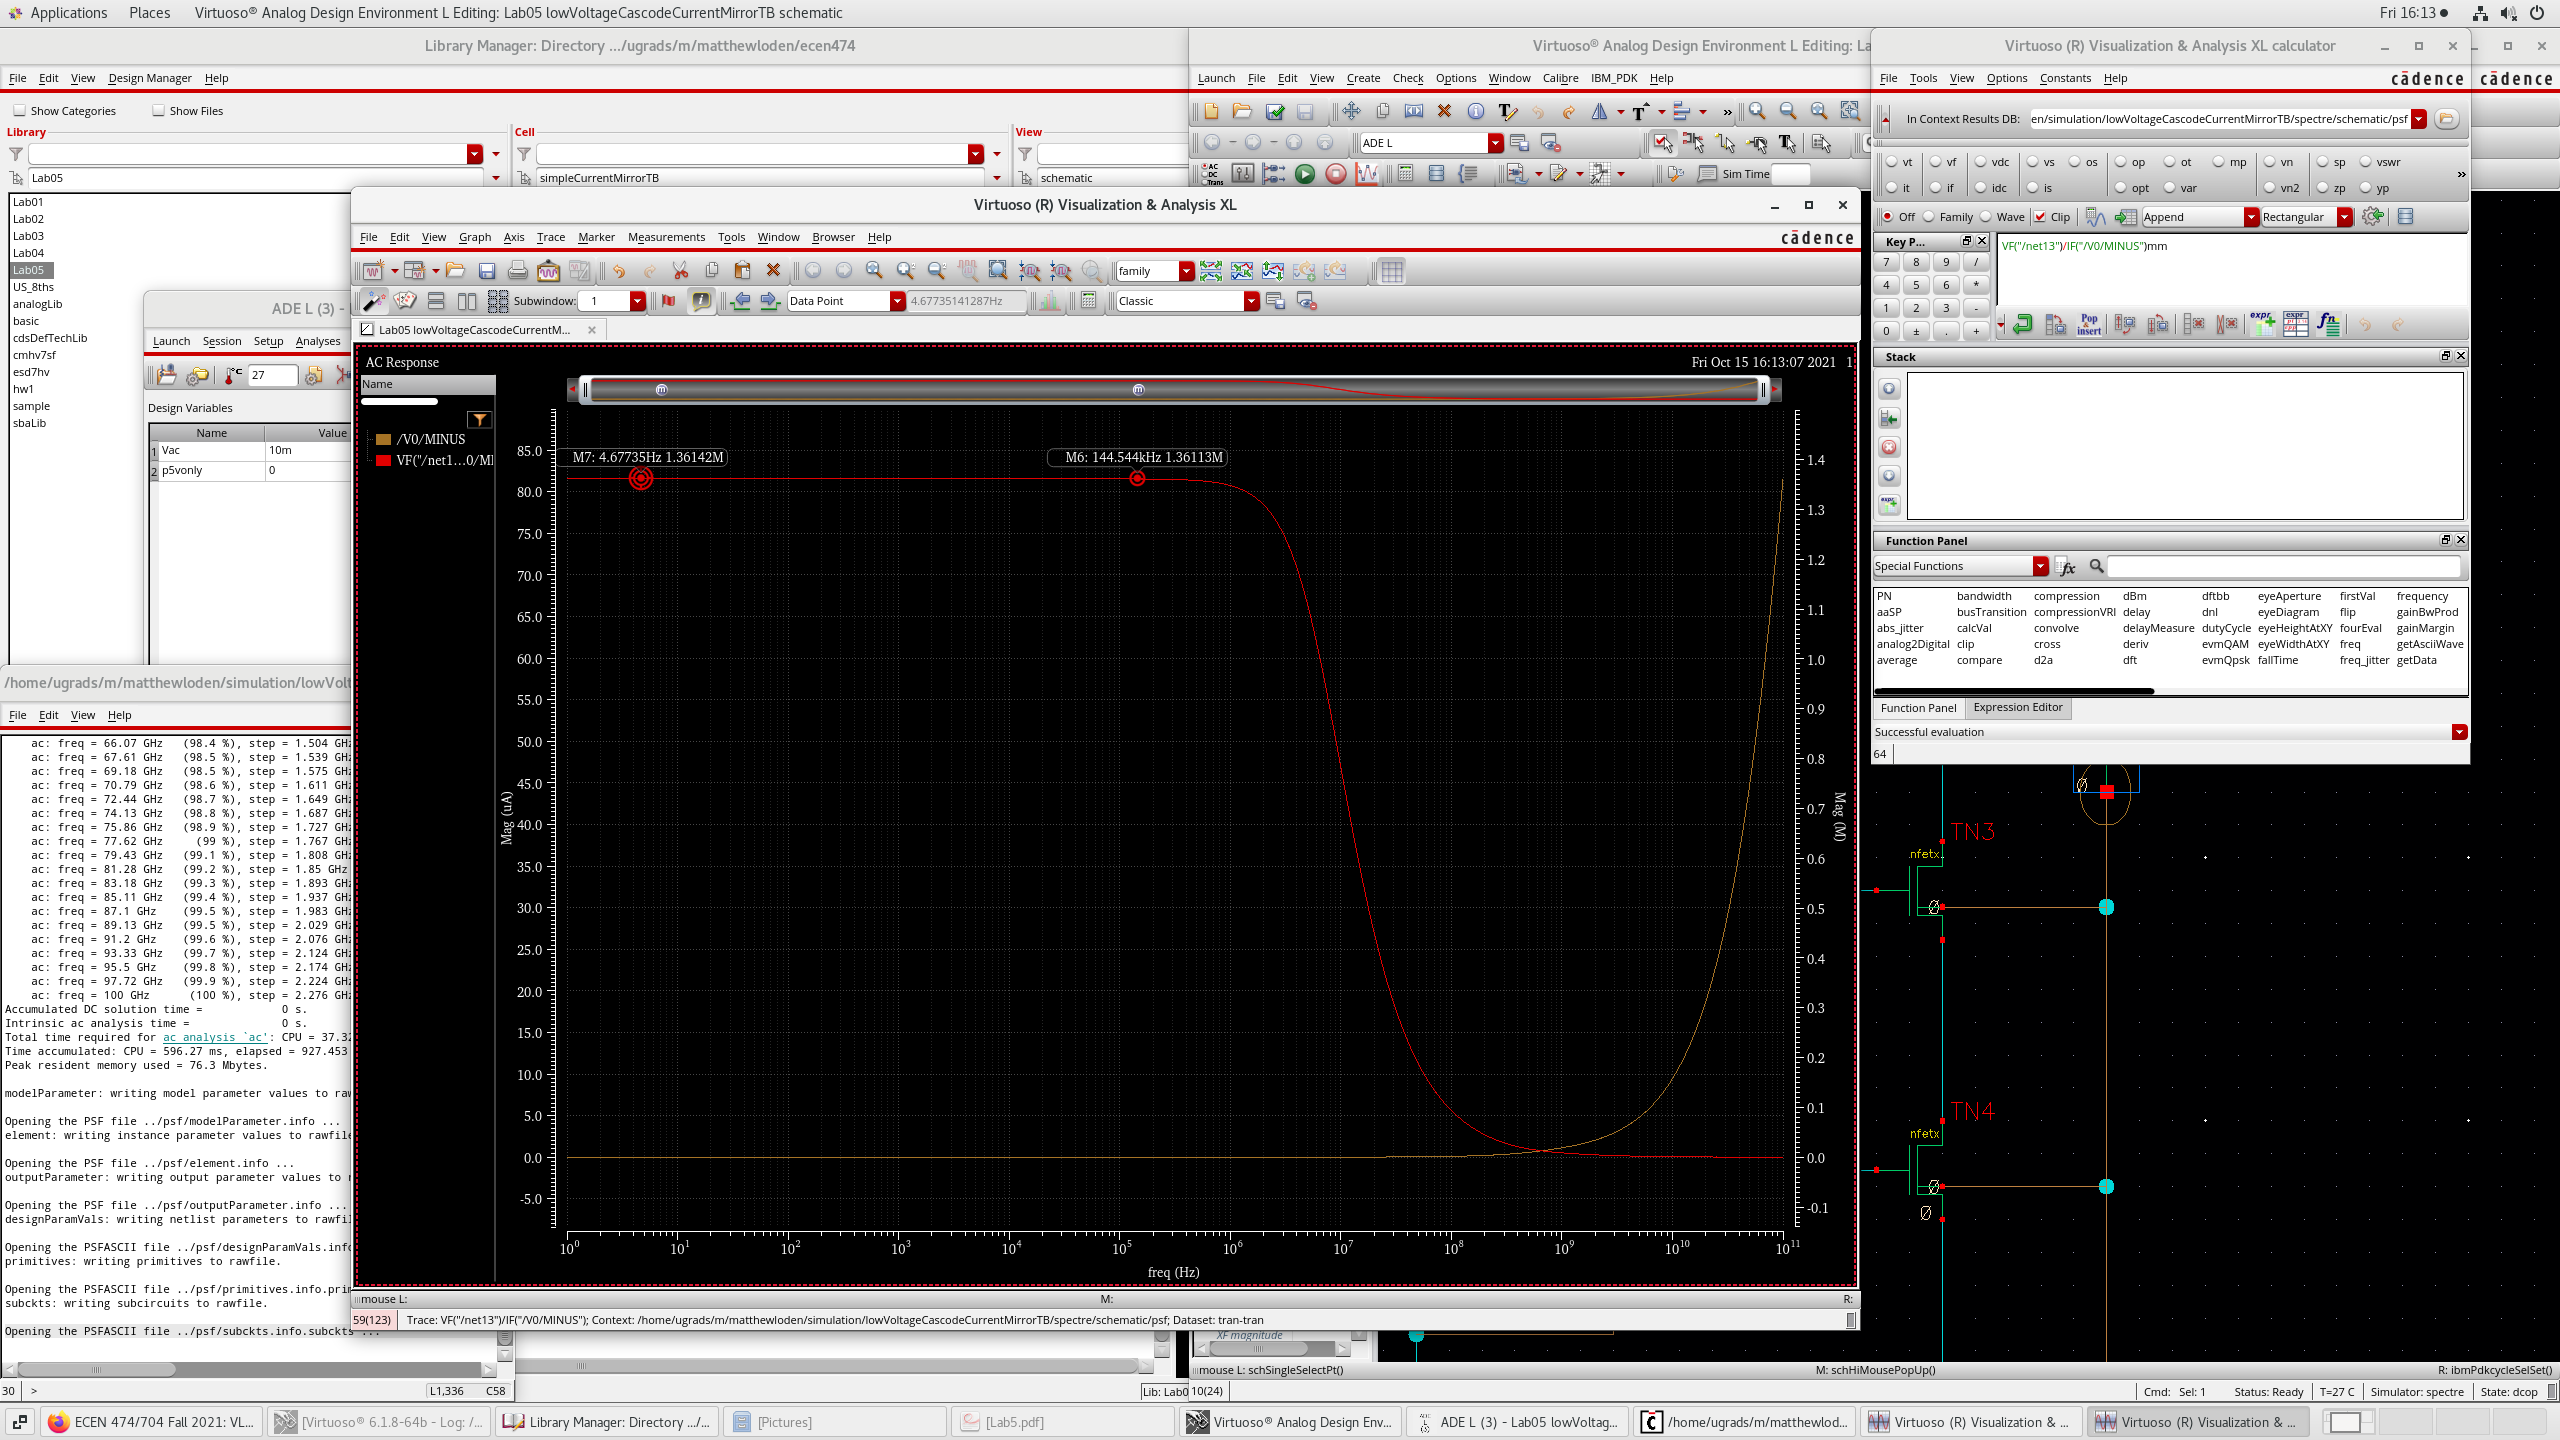 Applications Places Virtuoso® Analog Design Environment L Editing: Lab05 lowVoltageCascodeCurrentMirrorTB schematic Fri 16:13
Library Manager: Directory .../ugrads/m/matthewloden/ecen474
File Edit View Design Manager Help
Show Categories Show Files
Library Cell View
Lab05 simpleCurrentMirrorTB schematic
Lab01
Lab02
Lab03
Lab04
Lab05
US_8ths
analogLib
basic
cdsDefTechLib
cmhv7sf
esd7hv
hw1
sample
sbaLib
ADE L (3) -
Launch Session Setup Analyses
27
Design Variables
Name Value
1 Vac 10m
2 p5vonly 0
/home/ugrads/m/matthewloden/simulation/lowVolt
File Edit View Help
ac: freq = 66.07 GHz (98.4 %), step = 1.504 GHz
ac: freq = 67.61 GHz (98.5 %), step = 1.539 GHz
ac: freq = 69.18 GHz (98.5 %), step = 1.575 GHz
ac: freq = 70.79 GHz (98.6 %), step = 1.611 GHz
ac: freq = 72.44 GHz (98.7 %), step = 1.649 GHz
ac: freq = 74.13 GHz (98.8 %), step = 1.687 GHz
ac: freq = 75.86 GHz (98.9 %), step = 1.727 GHz
ac: freq = 77.62 GHz (99 %), step = 1.767 GHz
ac: freq = 79.43 GHz (99.1 %), step = 1.808 GHz
ac: freq = 81.28 GHz (99.2 %), step = 1.85 GHz
ac: freq = 83.18 GHz (99.3 %), step = 1.893 GHz
ac: freq = 85.11 GHz (99.4 %), step = 1.937 GHz
ac: freq = 87.1 GHz (99.5 %), step = 1.983 GHz
ac: freq = 89.13 GHz (99.5 %), step = 2.029 GHz
ac: freq = 91.2 GHz (99.6 %), step = 2.076 GHz
ac: freq = 93.33 GHz (99.7 %), step = 2.124 GHz
ac: freq = 95.5 GHz (99.8 %), step = 2.174 GHz
ac: freq = 97.72 GHz (99.9 %), step = 2.224 GHz
ac: freq = 100 GHz (100 %), step = 2.276 GHz
Accumulated DC solution time = 0 s.
Intrinsic ac analysis time = 0 s.
Total time required for ac analysis `ac': CPU = 37.32
Time accumulated: CPU = 596.27 ms, elapsed = 927.453
Peak resident memory used = 76.3 Mbytes.
modelParameter: writing model parameter values to raw
Opening the PSF file ../psf/modelParameter.info ...
element: writing instance parameter values to rawfile
Opening the PSF file ../psf/element.info ...
outputParameter: writing output parameter values to r
Opening the PSF file ../psf/outputParameter.info ...
designParamVals: writing netlist parameters to rawfil
Opening the PSFASCII file ../psf/designParamVals.info
primitives: writing primitives to rawfile.
Opening the PSFASCII file ../psf/primitives.info.prim
subckts: writing subcircuits to rawfile.
Opening the PSFASCII file ../psf/subckts.info.subckts ...
30 > L1,336 C58
Virtuoso (R) Visualization & Analysis XL
File Edit View Graph Axis Trace Marker Measurements Tools Window Browser Help cādence
family
Subwindow: 1 Data Point 4.67735141287Hz Classic
Lab05 lowVoltageCascodeCurrentM...
AC Response Fri Oct 15 16:13:07 2021 1
Name
/V0/MINUS
VF("/net1...0/MI
M7: 4.67735Hz 1.36142M M6: 144.544kHz 1.36113M
85.0
80.0
75.0
70.0
65.0
60.0
55.0
50.0
45.0
40.0
35.0
30.0
25.0
20.0
15.0
10.0
5.0
0.0
-5.0
Mag (uA)
1.4
1.3
1.2
1.1
1.0
0.9
0.8
0.7
0.6
0.5
0.4
0.3
0.2
0.1
0.0
-0.1
Mag (M)
10⁰ 10¹ 10² 10³ 10⁴ 10⁵ 10⁶ 10⁷ 10⁸ 10⁹ 10¹⁰ 10¹¹
freq (Hz)
mouse L: M: R:
59(123) Trace: VF("/net13")/IF("/V0/MINUS"); Context: /home/ugrads/m/matthewloden/simulation/lowVoltageCascodeCurrentMirrorTB/spectre/schematic/psf; Dataset: tran-tran
Virtuoso® Analog Design Environment L Editing: La
Launch File Edit View Create Check Options Window Calibre IBM_PDK Help
ADE L
AC DC Trans Sim Time
Virtuoso (R) Visualization & Analysis XL calculator
File Tools View Options Constants Help cādence cādence
In Context Results DB: en/simulation/lowVoltageCascodeCurrentMirrorTB/spectre/schematic/psf
vt vf vdc vs os op ot mp vn sp vswr
it if idc is opt var vn2 zp yp
Off Family Wave Clip Append Rectangular
Key P...
VF("/net13")/IF("/V0/MINUS")mm
7 8 9 /
4 5 6 *
1 2 3 -
0 ± . +
Pop &insert expr expr fn
Stack
expr
Function Panel
Special Functions fx
PN bandwidth compression dBm dftbb eyeAperture firstVal frequency
aaSP busTransition compressionVRI delay dnl eyeDiagram flip gainBwProd
abs_jitter calcVal convolve delayMeasure dutyCycle eyeHeightAtXY fourEval gainMargin
analog2Digital clip cross deriv evmQAM eyeWidthAtXY freq getAsciiWave
average compare d2a dft evmQpsk fallTime freq_jitter getData
Function Panel Expression Editor
Successful evaluation
64
TN3
nfetx
TN4
nfetx
XF magnitude
mouse L: schSingleSelectPt() M: schHiMousePopUp() R: ibmPdkcycleSelSet()
Lib: Lab0 10(24) Cmd: Sel: 1 Status: Ready T=27 C Simulator: spectre State: dcop
ECEN 474/704 Fall 2021: VL... [Virtuoso® 6.1.8-64b - Log: /... Library Manager: Directory .../... [Pictures] [Lab5.pdf] Virtuoso® Analog Design Env... ADE L (3) - Lab05 lowVoltag... /home/ugrads/m/matthewlod... Virtuoso (R) Visualization & ... Virtuoso (R) Visualization & ...